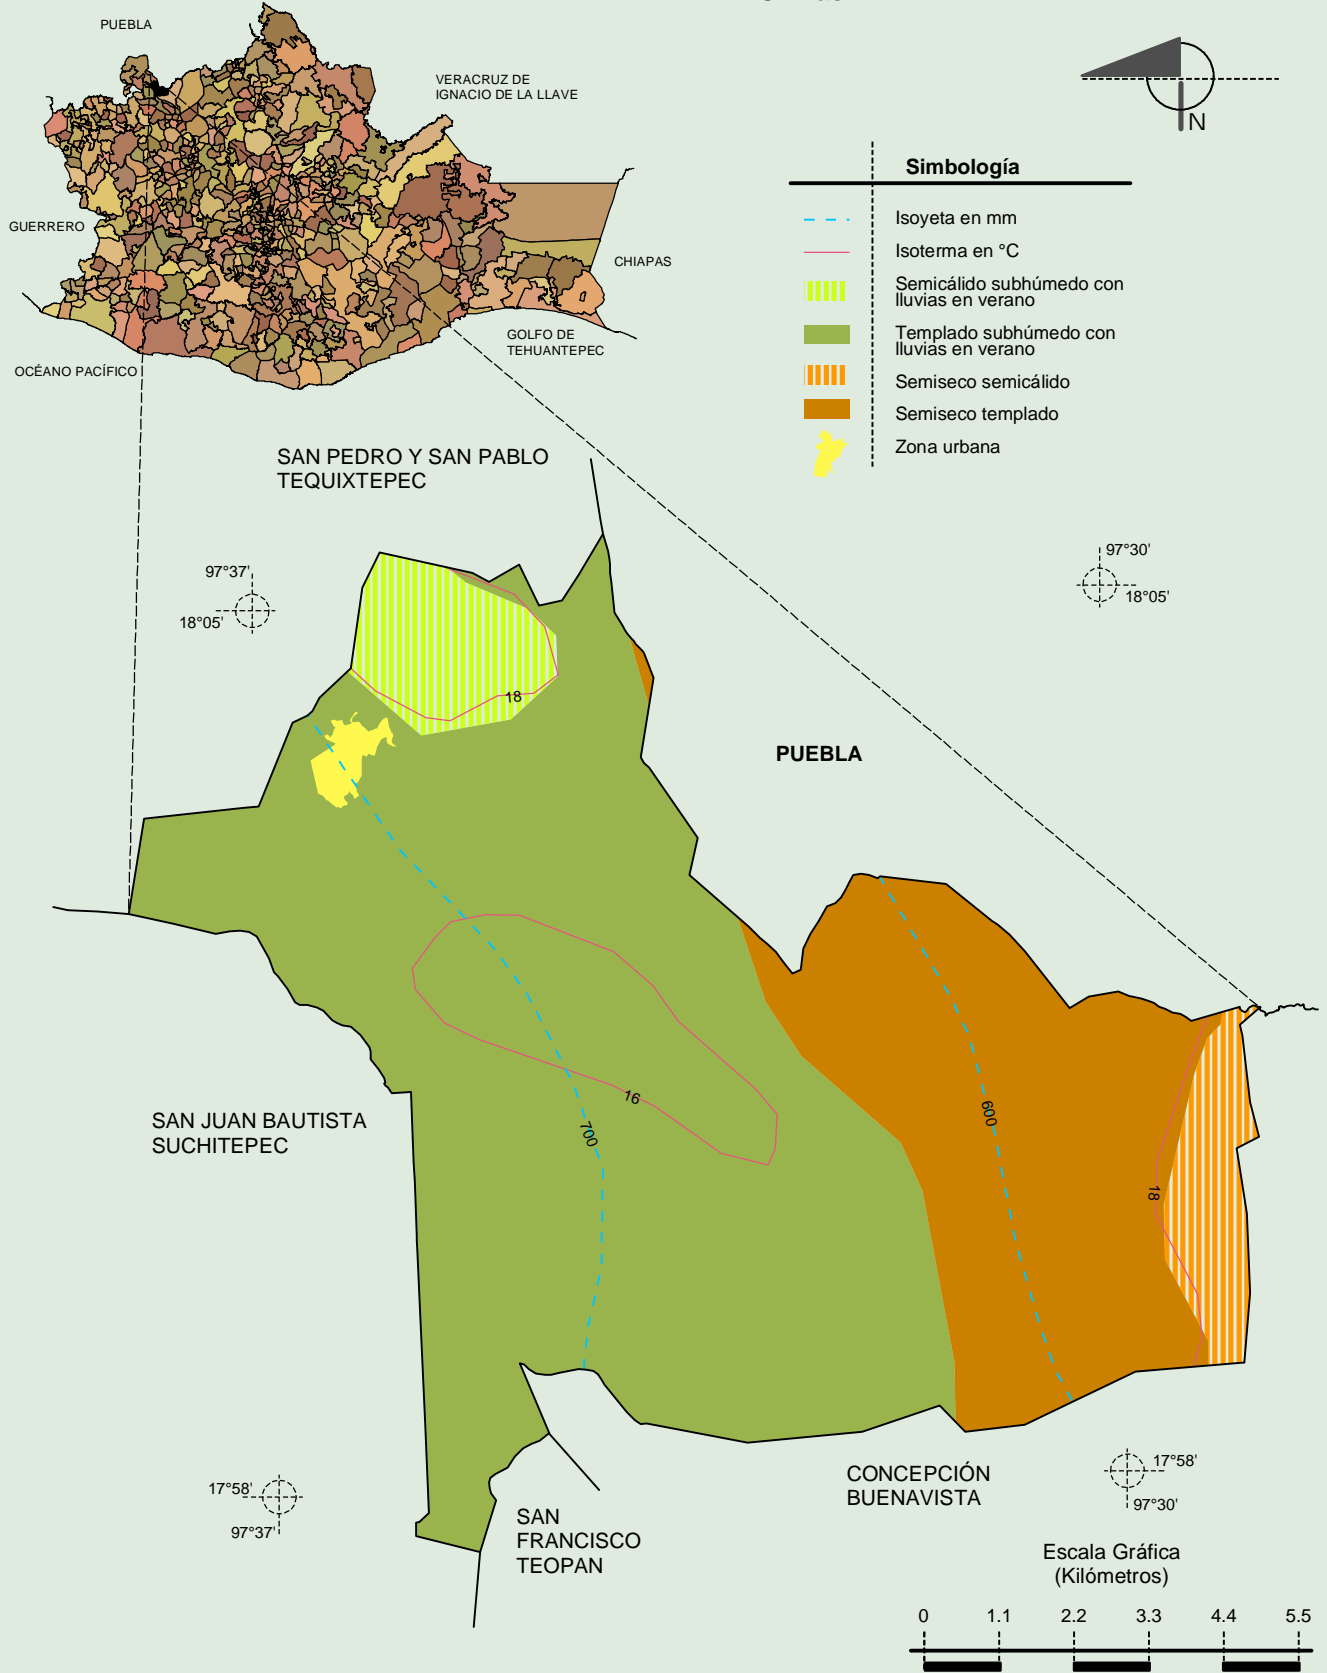 PUEBLA
VERACRUZ DE
IGNACIO DE LA LLAVE
GUERRERO
CHIAPAS
GOLFO DE
TEHUANTEPEC
OCÉANO PACÍFICO
N
Simbología
Isoyeta en mm
Isoterma en °C
Semicálido subhúmedo con
lluvias en verano
Templado subhúmedo con
lluvias en verano
Semiseco semicálido
Semiseco templado
Zona urbana
SAN PEDRO Y SAN PABLO
TEQUIXTEPEC
97°37'
18°05'
97°30'
18°05'
18
PUEBLA
16
700
600
18
SAN JUAN BAUTISTA
SUCHITEPEC
17°58'
97°37'
SAN
FRANCISCO
TEOPAN
CONCEPCIÓN
BUENAVISTA
17°58'
97°30'
Escala Gráfica
(Kilómetros)
0 1.1 2.2 3.3 4.4 5.5